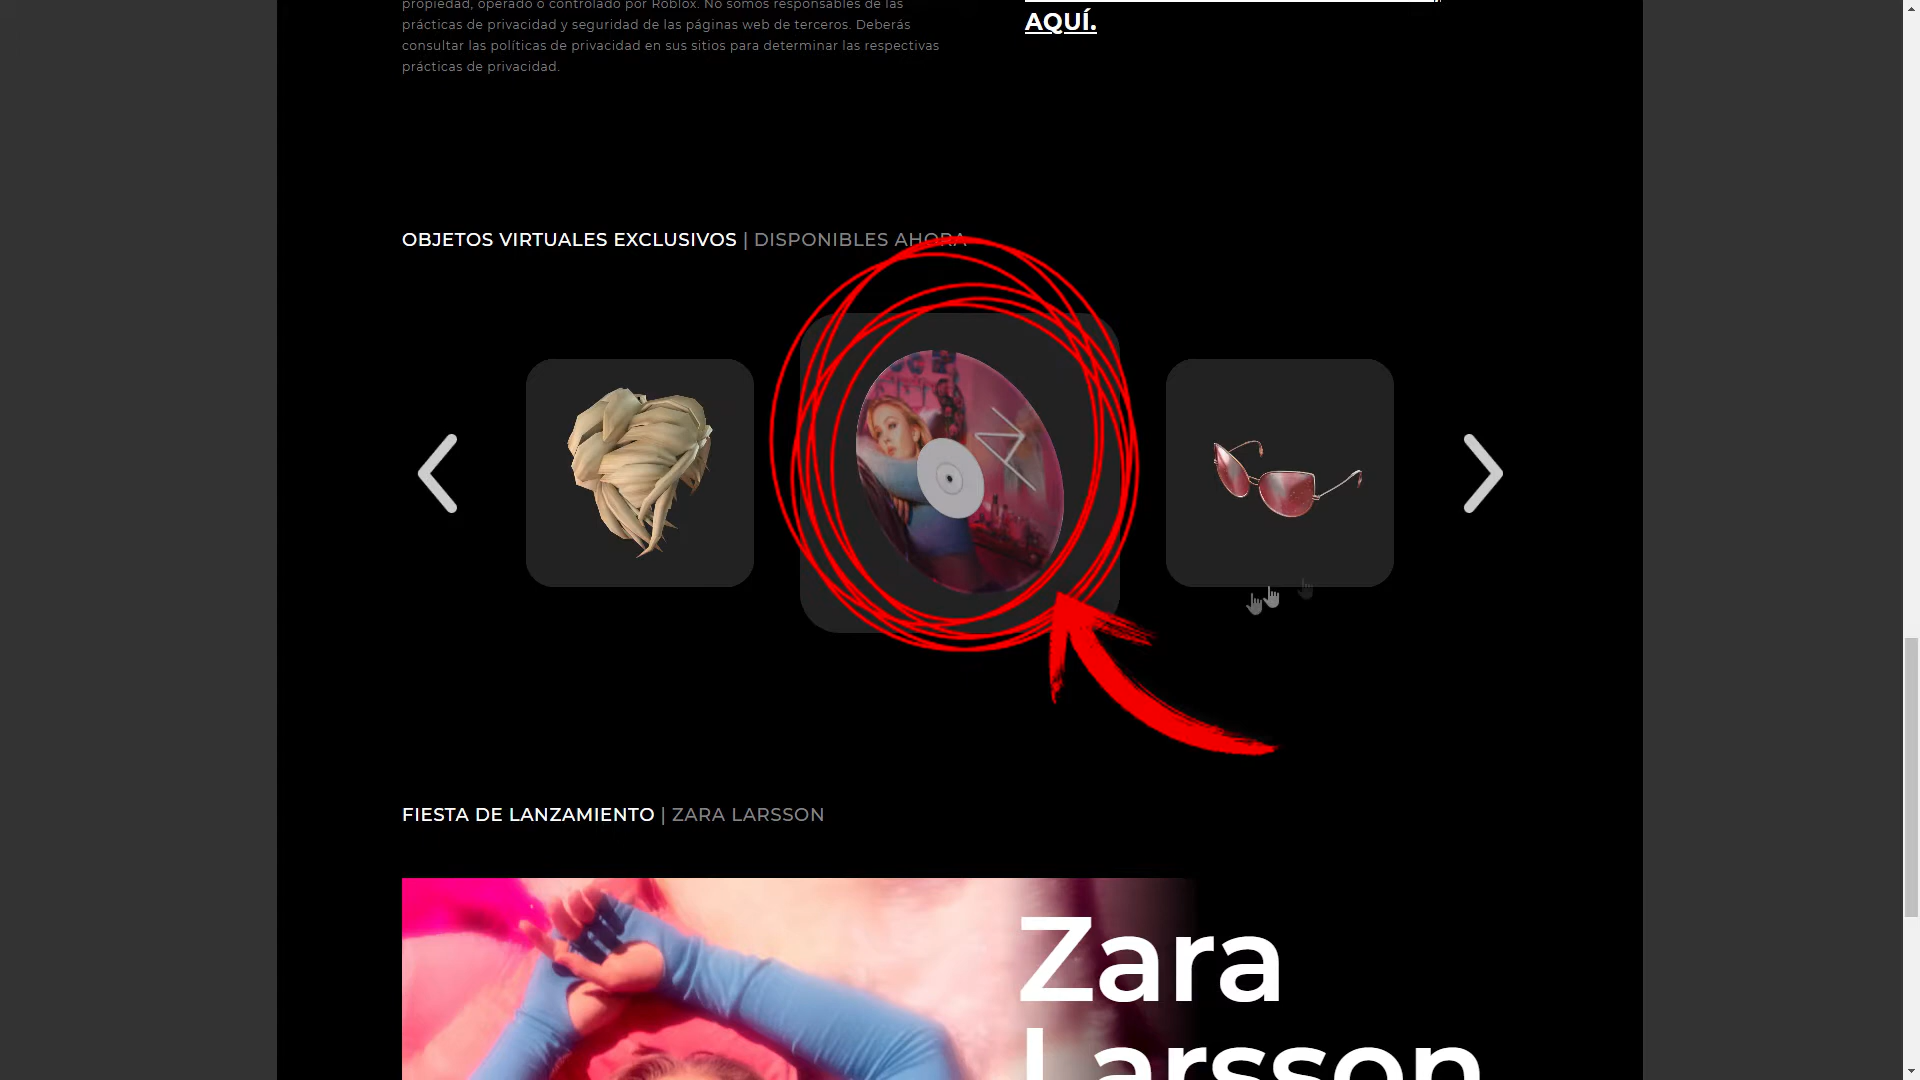 propiedad, operado o controlado por Roblox. No somos responsables de las
prácticas de privacidad y seguridad de las páginas web de terceros. Deberás
consultar las políticas de privacidad en sus sitios para determinar las respectivas
prácticas de privacidad.
AQUÍ.
OBJETOS VIRTUALES EXCLUSIVOS | DISPONIBLES AHORA
FIESTA DE LANZAMIENTO | ZARA LARSSON
Zara
Larsson